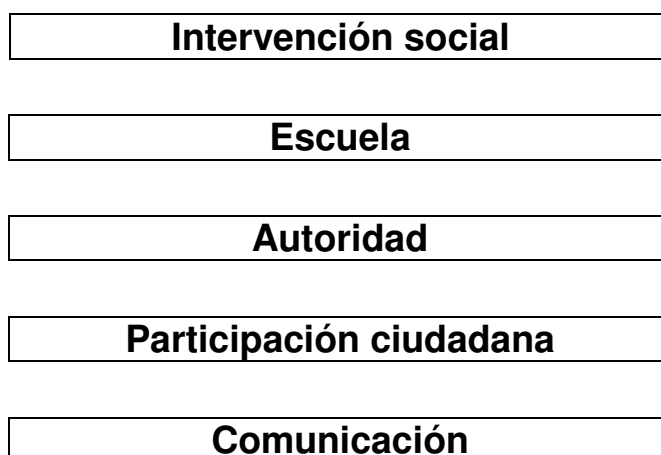 Intervención social
Escuela
Autoridad
Participación ciudadana
Comunicación